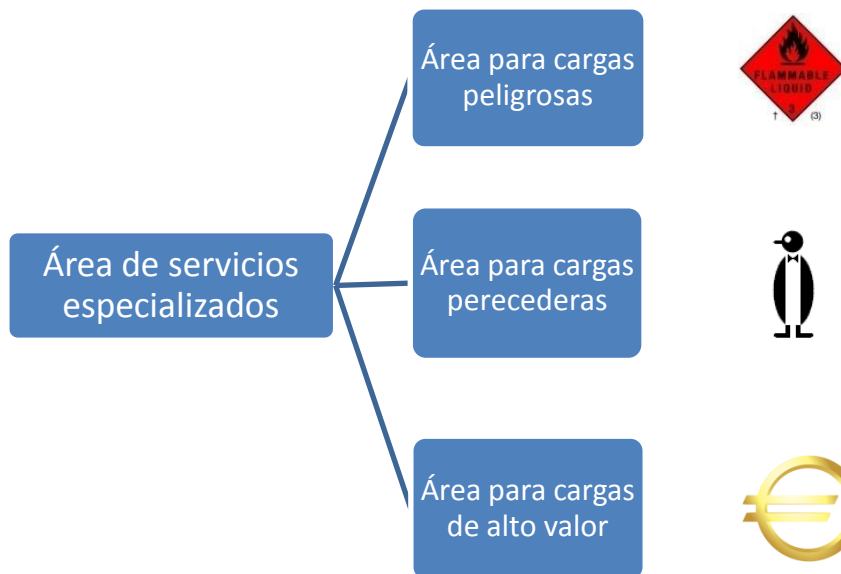 Área para cargas
peligrosas
FLAMMABLE
LIQUID
3
† (3)
Área de servicios
especializados
Área para cargas
perecederas
Área para cargas
de alto valor